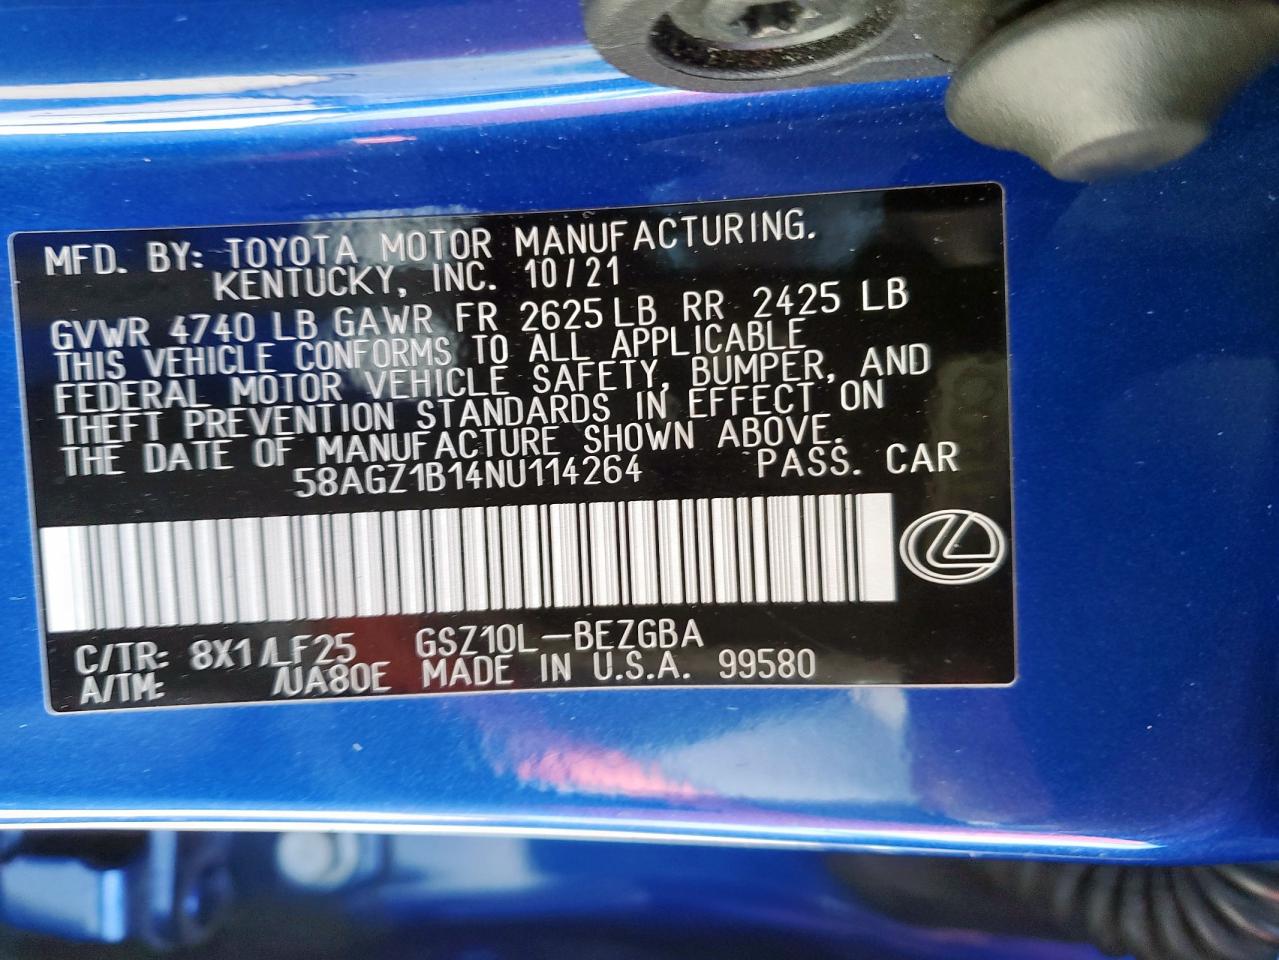 MFD. BY: TOYOTA MOTOR MANUFACTURING.
KENTUCKY, INC. 10/21
GVWR 4740 LB GAWR FR 2625 LB RR 2425 LB
THIS VEHICLE CONFORMS TO ALL APPLICABLE
FEDERAL MOTOR VEHICLE SAFETY, BUMPER, AND
THEFT PREVENTION STANDARDS IN EFFECT ON
THE DATE OF MANUFACTURE SHOWN ABOVE.
58AGZ1B14NU114264 PASS. CAR
C/TR: 8X1/LF25 GSZ10L-BEZGBA
A/TM: /UA80E MADE IN U.S.A. 99580